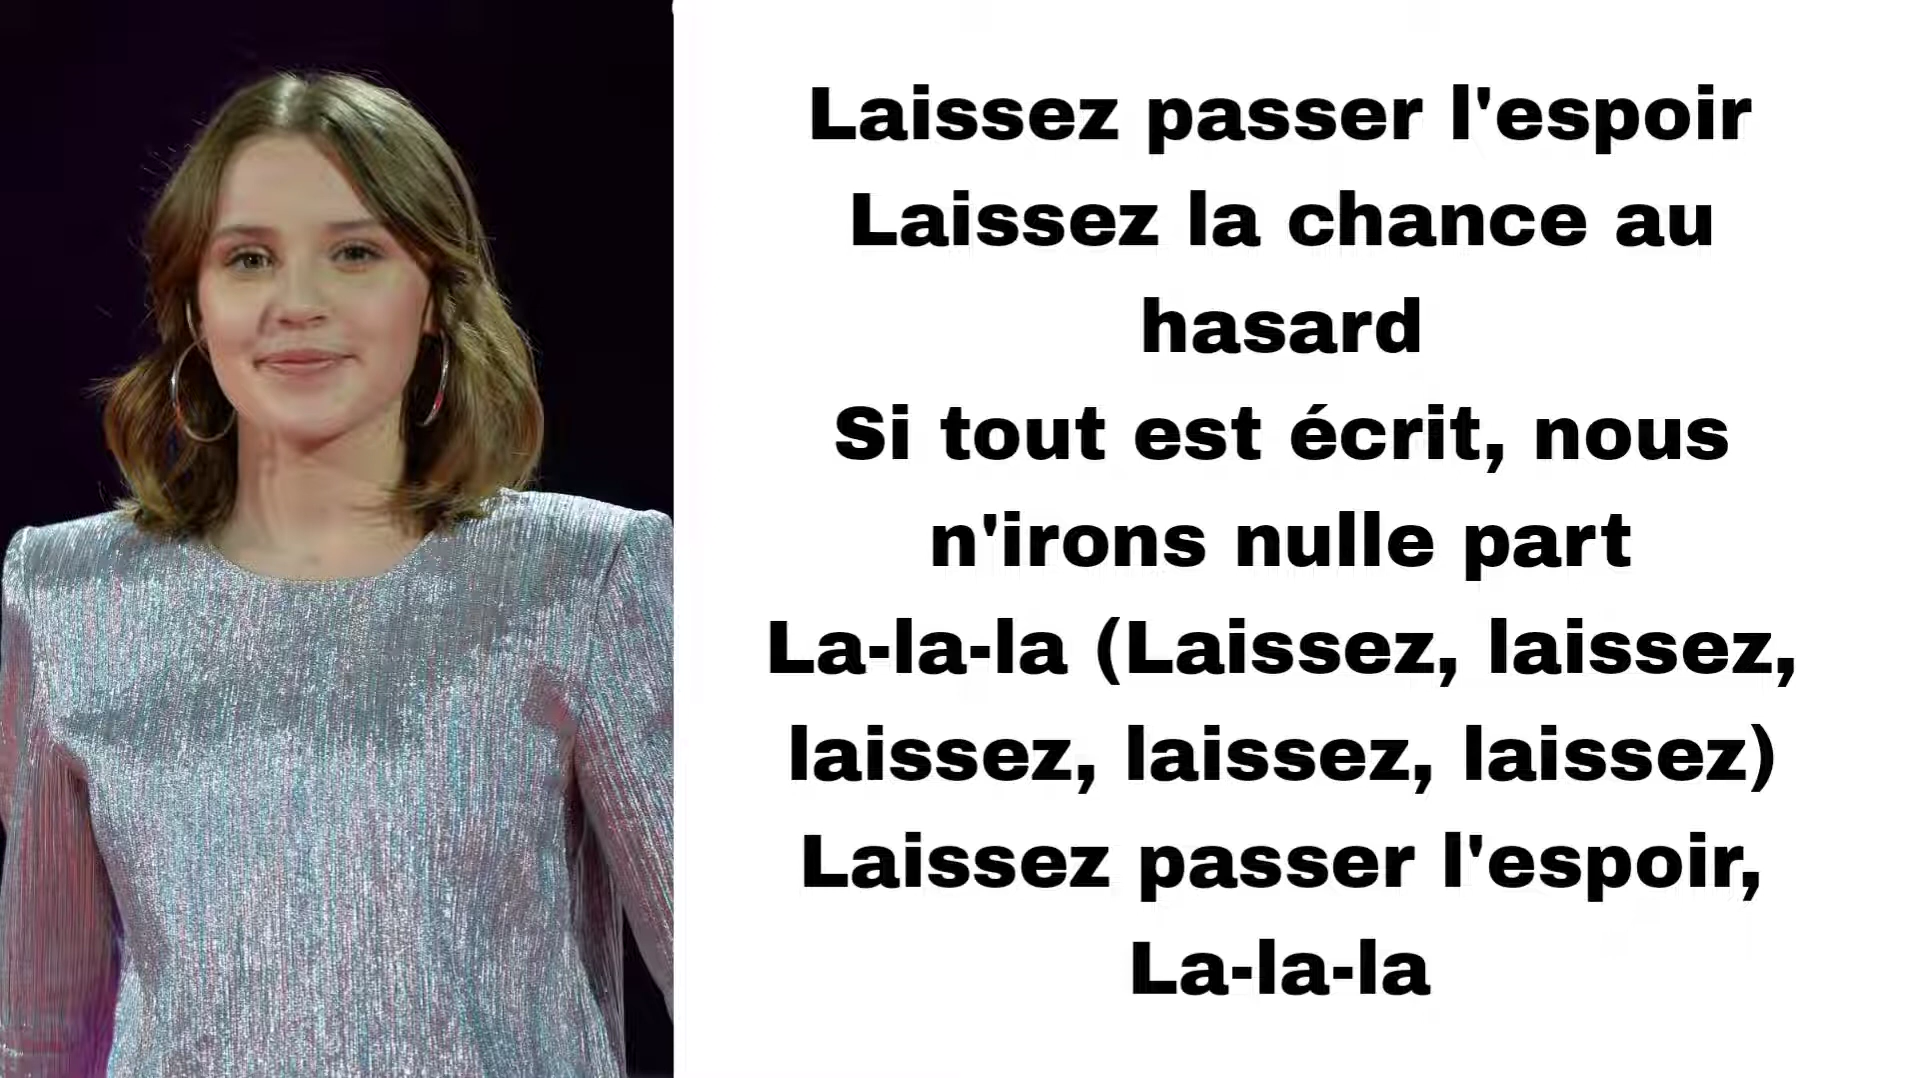 Laissez passer l'espoir
Laissez la chance au
hasard
Si tout est écrit, nous
n'irons nulle part
La-la-la (Laissez, laissez,
laissez, laissez, laissez)
Laissez passer l'espoir,
La-la-la